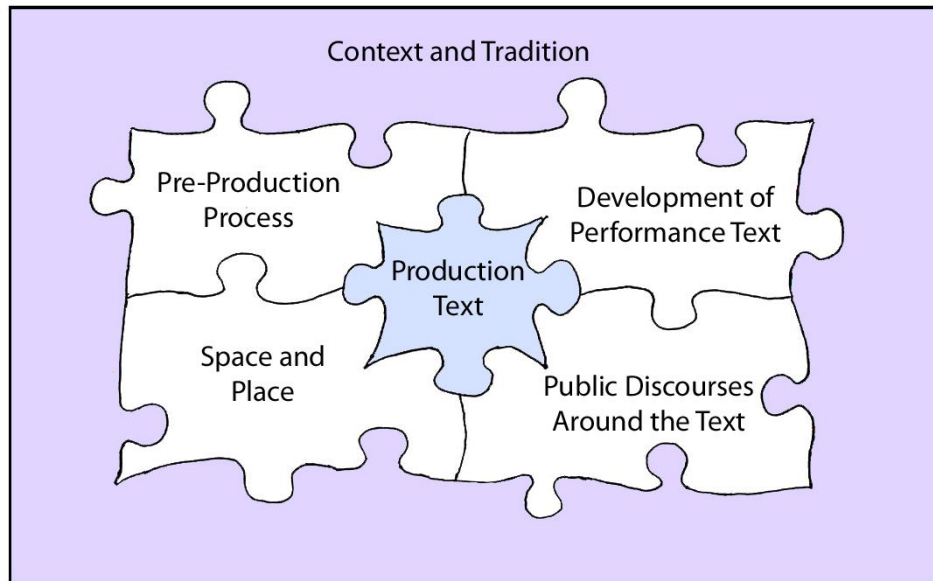 Context and Tradition
Pre-Production
Process
Development of
Performance Text
Production
Text
Space and
Place
Public Discourses
Around the Text